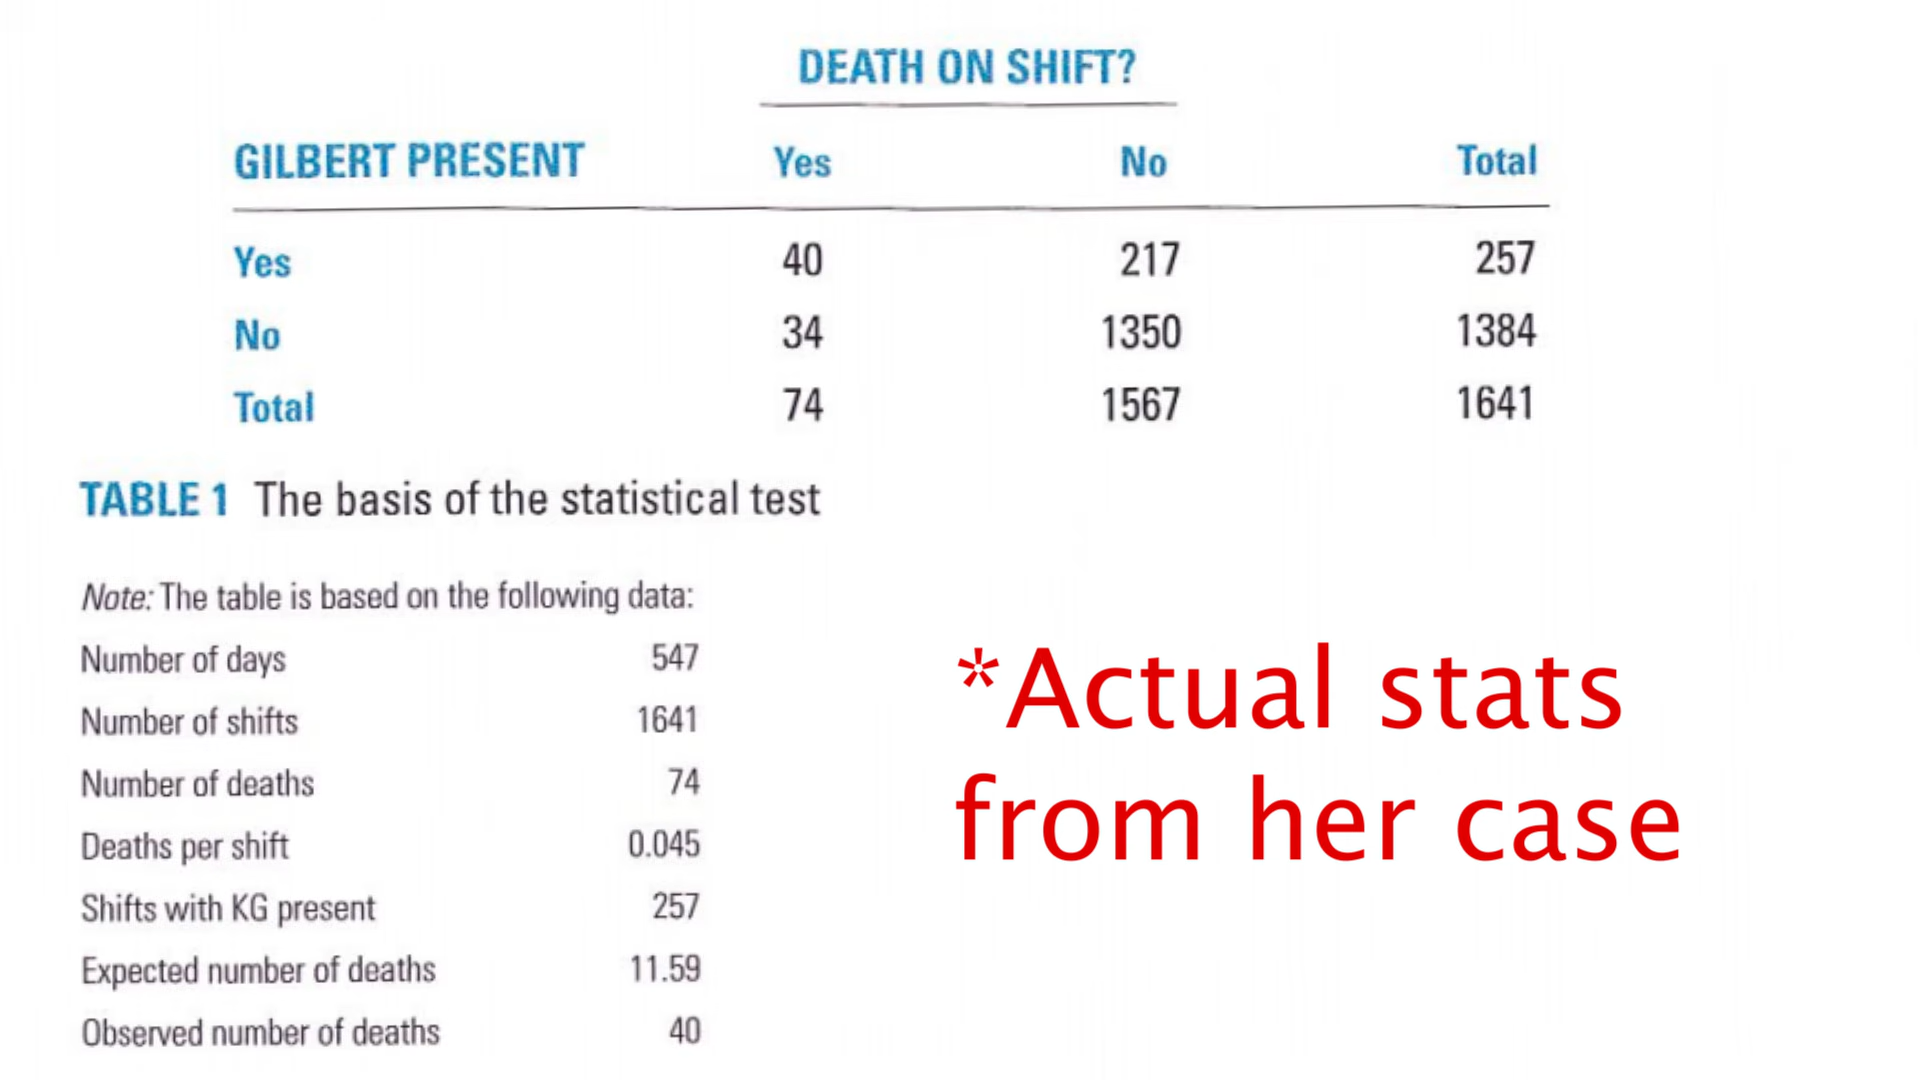 DEATH ON SHIFT?
GILBERT PRESENT Yes No Total
Yes 40 217 257
No 34 1350 1384
Total 74 1567 1641
TABLE 1 The basis of the statistical test
Note: The table is based on the following data:
Number of days 547
Number of shifts 1641
Number of deaths 74
Deaths per shift 0.045
Shifts with KG present 257
Expected number of deaths 11.59
Observed number of deaths 40
*Actual stats
from her case